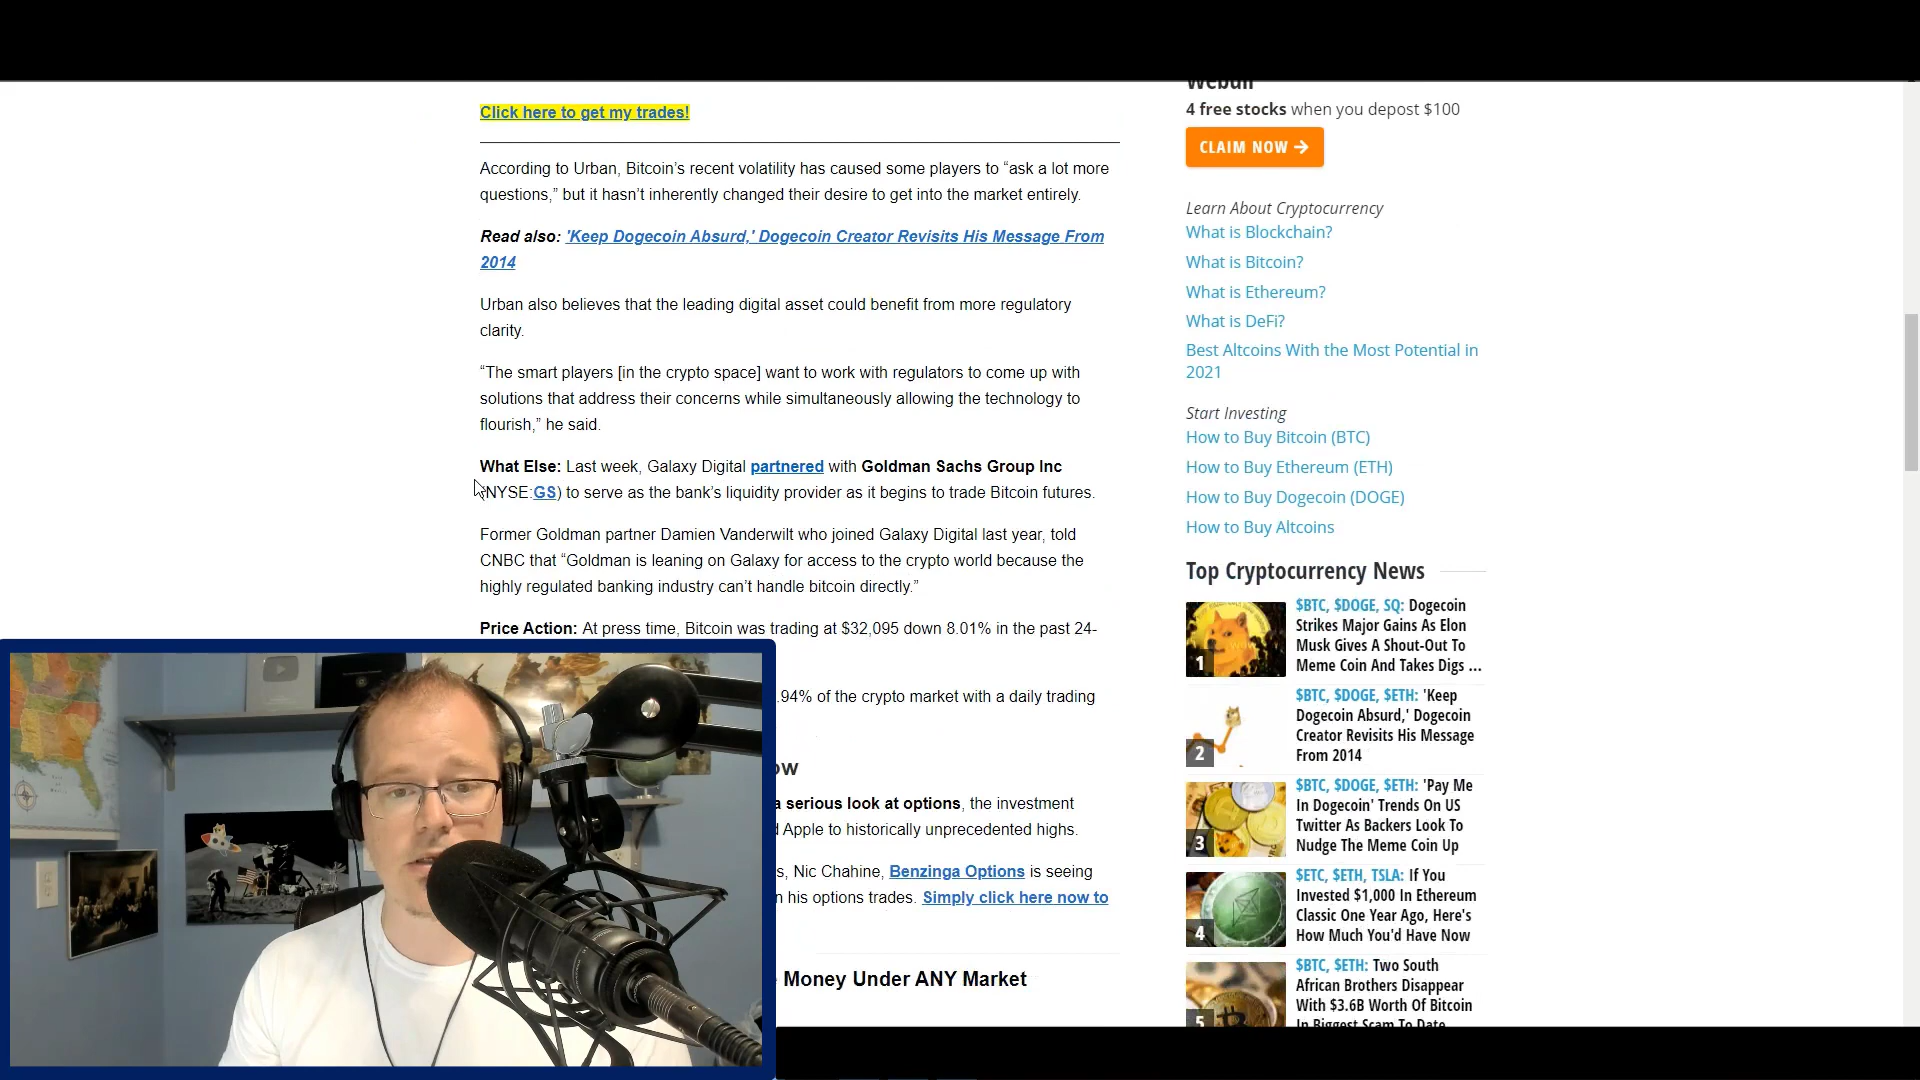 Click here to get my trades!
According to Urban, Bitcoin’s recent volatility has caused some players to “ask a lot more
questions,” but it hasn’t inherently changed their desire to get into the market entirely.
Read also: 'Keep Dogecoin Absurd,' Dogecoin Creator Revisits His Message From
2014
Urban also believes that the leading digital asset could benefit from more regulatory
clarity.
“The smart players [in the crypto space] want to work with regulators to come up with
solutions that address their concerns while simultaneously allowing the technology to
flourish,” he said.
What Else: Last week, Galaxy Digital partnered with Goldman Sachs Group Inc
NYSE:GS) to serve as the bank’s liquidity provider as it begins to trade Bitcoin futures.
Former Goldman partner Damien Vanderwilt who joined Galaxy Digital last year, told
CNBC that “Goldman is leaning on Galaxy for access to the crypto world because the
highly regulated banking industry can’t handle bitcoin directly.”
Price Action: At press time, Bitcoin was trading at $32,095 down 8.01% in the past 24-
.94% of the crypto market with a daily trading
ow
a serious look at options, the investment
Apple to historically unprecedented highs.
s, Nic Chahine, Benzinga Options is seeing
n his options trades. Simply click here now to
Money Under ANY Market
Webull
4 free stocks when you depost $100
CLAIM NOW →
Learn About Cryptocurrency
What is Blockchain?
What is Bitcoin?
What is Ethereum?
What is DeFi?
Best Altcoins With the Most Potential in
2021
Start Investing
How to Buy Bitcoin (BTC)
How to Buy Ethereum (ETH)
How to Buy Dogecoin (DOGE)
How to Buy Altcoins
Top Cryptocurrency News
1
$BTC, $DOGE, SQ: Dogecoin
Strikes Major Gains As Elon
Musk Gives A Shout-Out To
Meme Coin And Takes Digs ...
2
$BTC, $DOGE, $ETH: 'Keep
Dogecoin Absurd,' Dogecoin
Creator Revisits His Message
From 2014
3
$BTC, $DOGE, $ETH: 'Pay Me
In Dogecoin' Trends On US
Twitter As Backers Look To
Nudge The Meme Coin Up
4
$ETC, $ETH, TSLA: If You
Invested $1,000 In Ethereum
Classic One Year Ago, Here's
How Much You'd Have Now
5
$BTC, $ETH: Two South
African Brothers Disappear
With $3.6B Worth Of Bitcoin
In Biggest Scam To Date